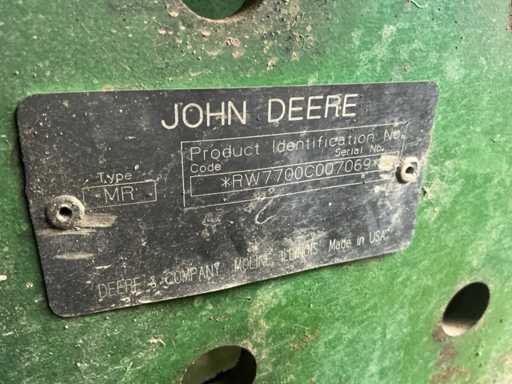 JOHN DEERE
Product Identification No.
Code Serial No.
Type
*RW7700C007069*
MR
DEERE & COMPANY MOLINE, ILLINOIS Made in USA